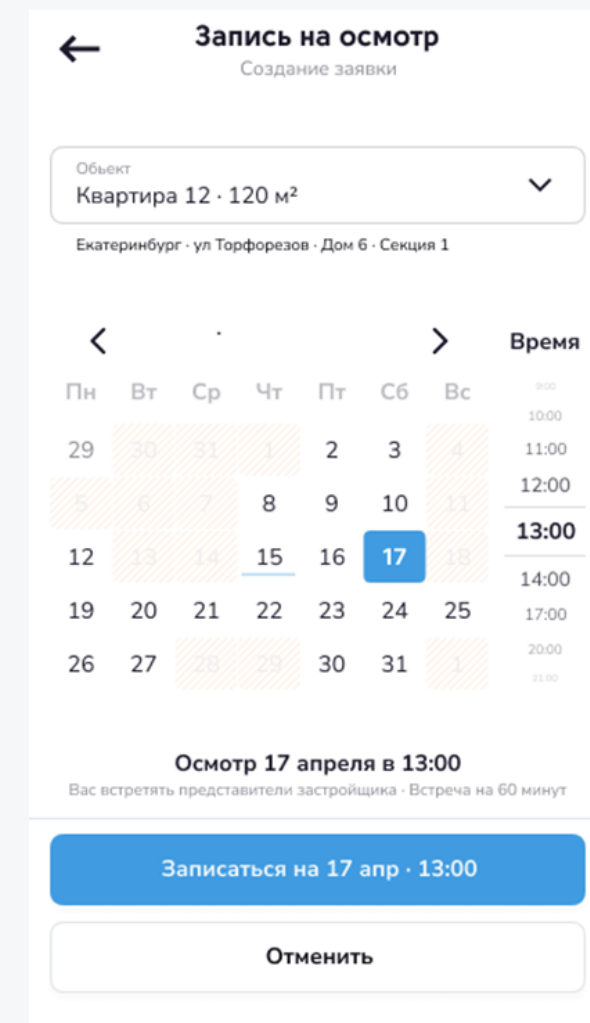 Запись на осмотр
Создание заявки
Обьект
Квартира 12 · 120 м²
Екатеринбург · ул Торфорезов · Дом 6 · Секция 1
Время
Пн Вт Ср Чт Пт Сб Вс
29 30 31 1 2 3 4
5 6 7 8 9 10 11
12 13 14 15 16 17 18
19 20 21 22 23 24 25
26 27 28 29 30 31 1
9:00
10:00
11:00
12:00
13:00
14:00
17:00
20:00
21:00
Осмотр 17 апреля в 13:00
Вас встретять представители застройщика · Встреча на 60 минут
Записаться на 17 апр · 13:00
Отменить